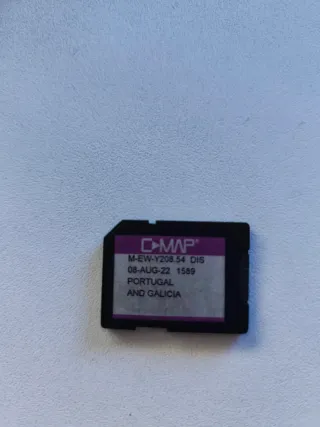 C-MAP®
M-EW-Y208.54 DIS
08-AUG-22 1589
PORTUGAL
AND GALICIA